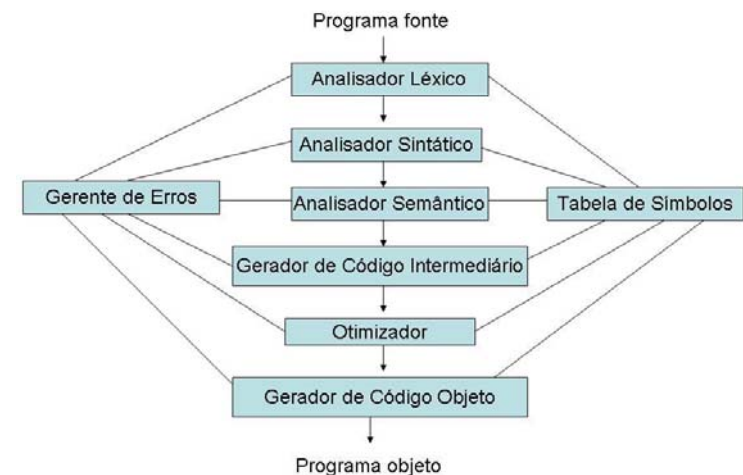 Programa fonte
Analisador Léxico
Analisador Sintático
Gerente de Erros
Analisador Semântico
Tabela de Símbolos
Gerador de Código Intermediário
Otimizador
Gerador de Código Objeto
Programa objeto